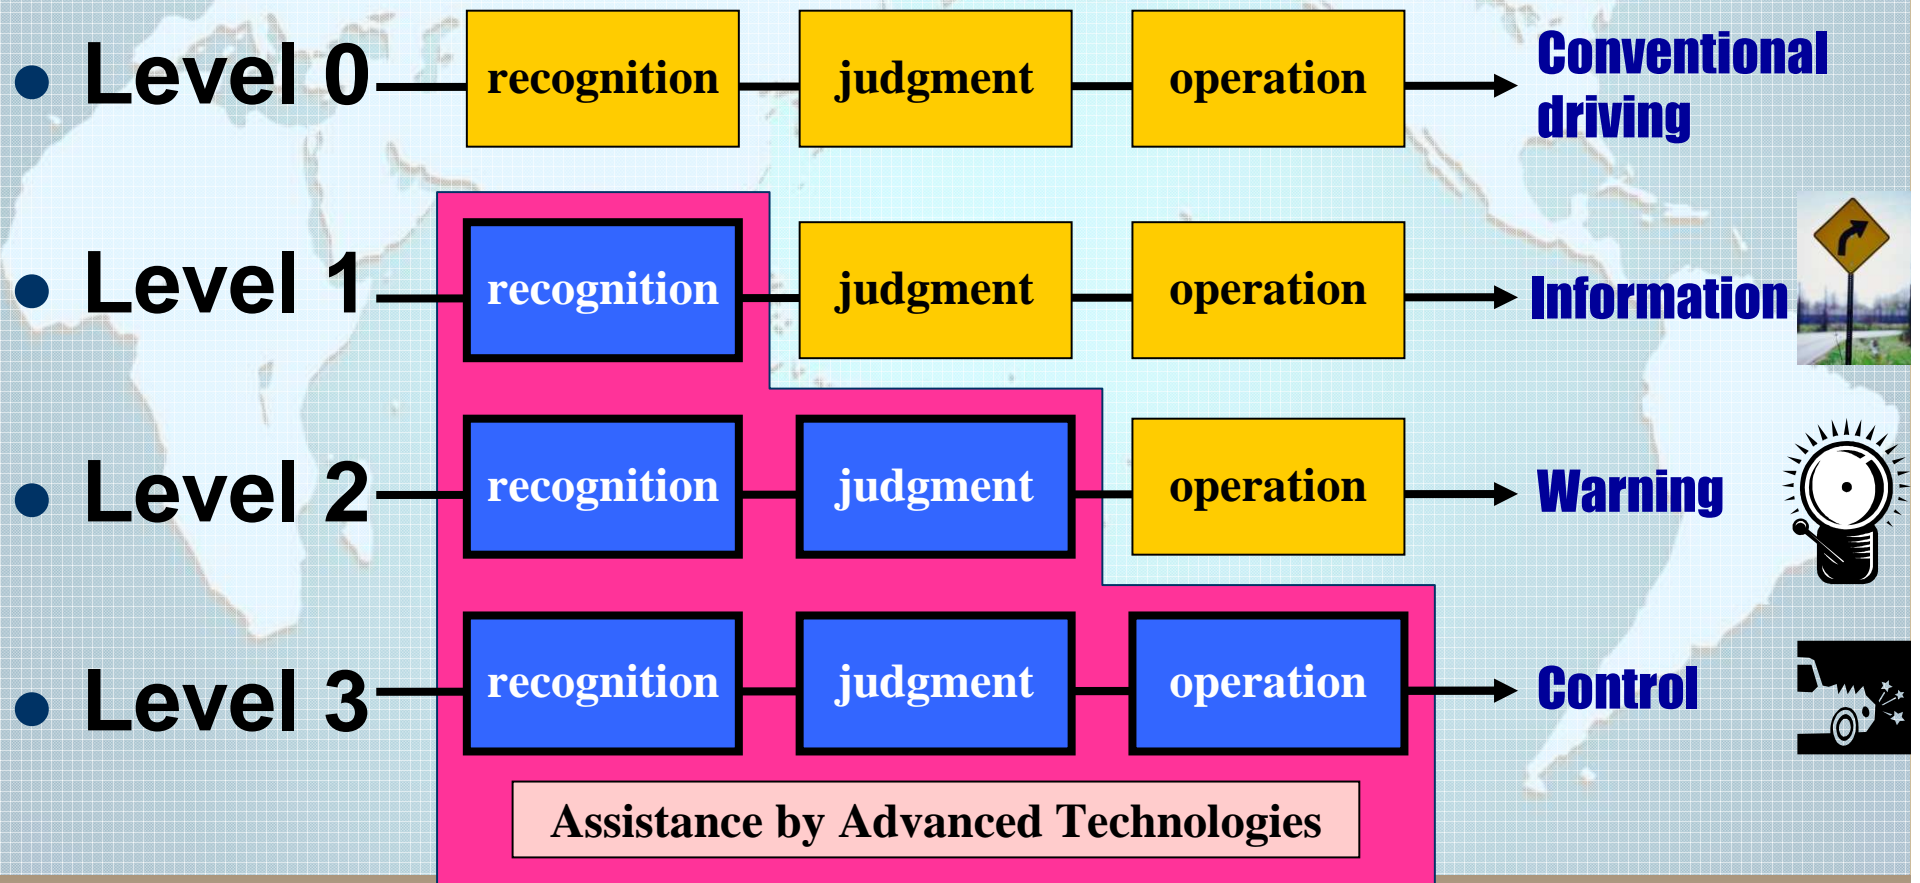 • Level 0 recognition judgment operation Conventional
driving
• Level 1 recognition judgment operation Information
• Level 2 recognition judgment operation Warning
• Level 3 recognition judgment operation Control
Assistance by Advanced Technologies